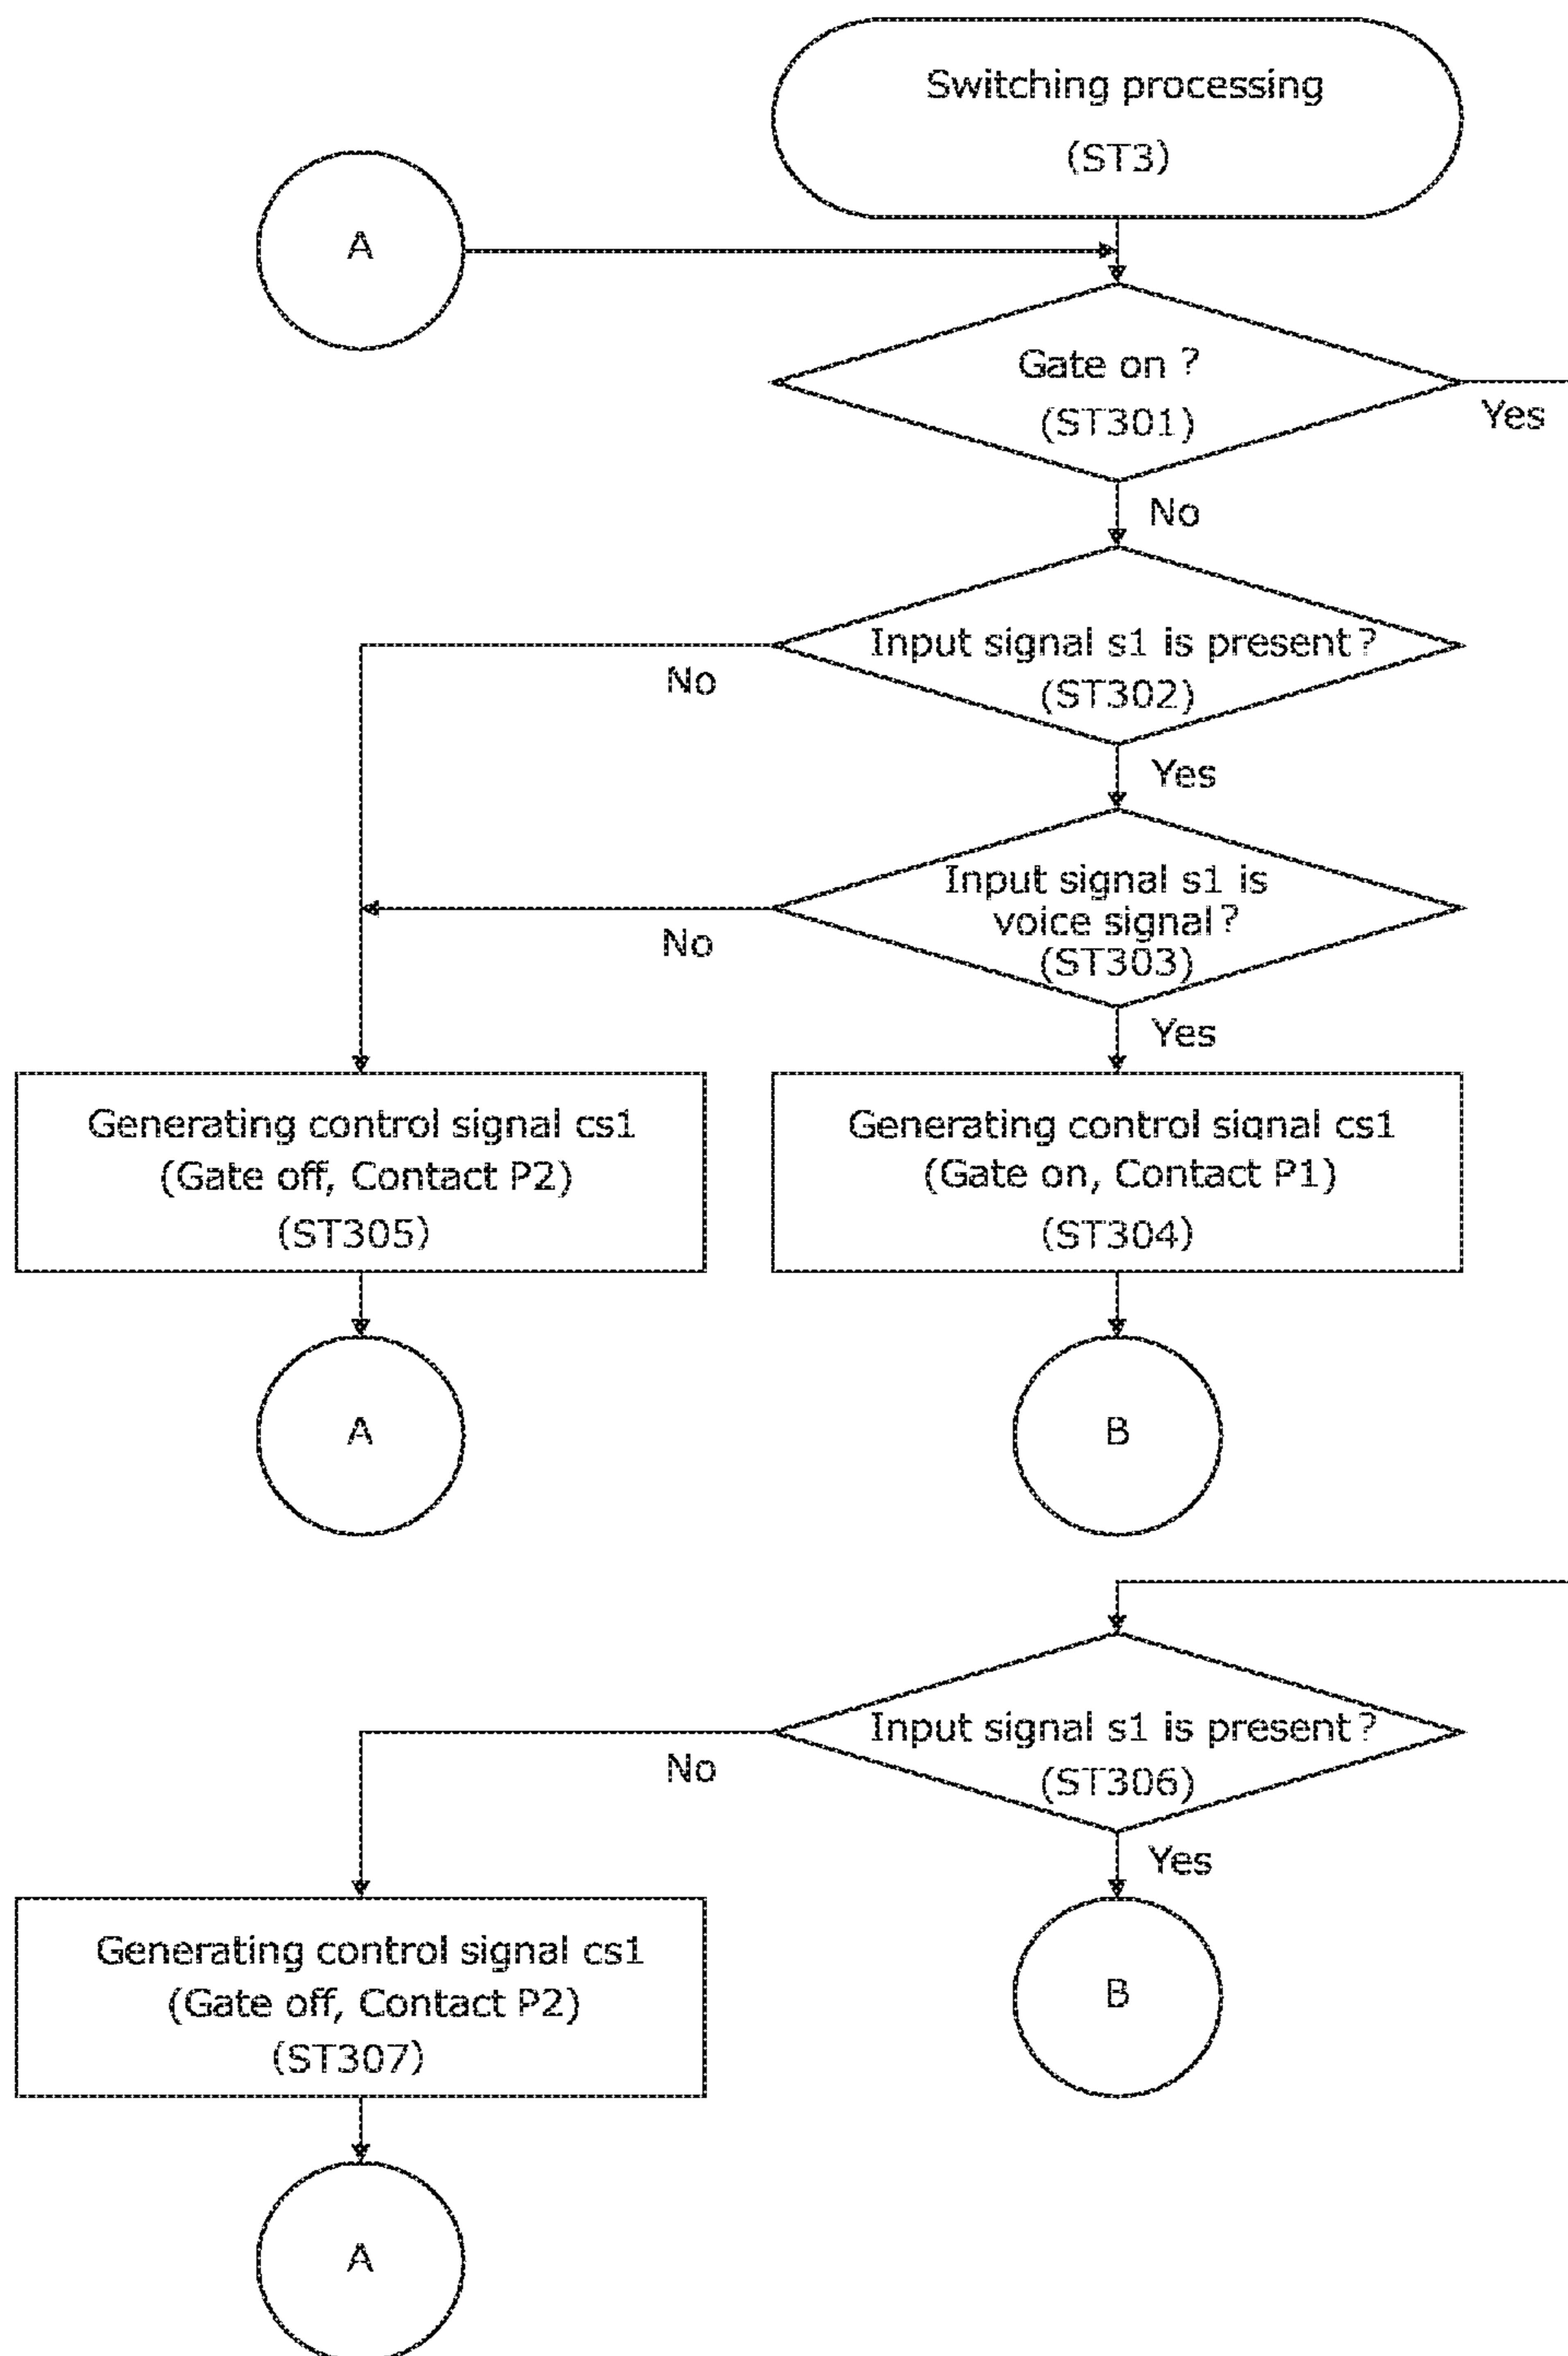 Switching processing
(ST3)
A
Gate on ?
(ST301)
Yes
No
Input signal s1 is present?
(ST302)
No
Yes
Input signal s1 is
voice signal?
(ST303)
No
Yes
Generating control signal cs1
(Gate off, Contact P2)
(ST305)
Generating control signal cs1
(Gate on, Contact P1)
(ST304)
A
B
Input signal s1 is present?
(ST306)
No
Yes
Generating control signal cs1
(Gate off, Contact P2)
(ST307)
B
A